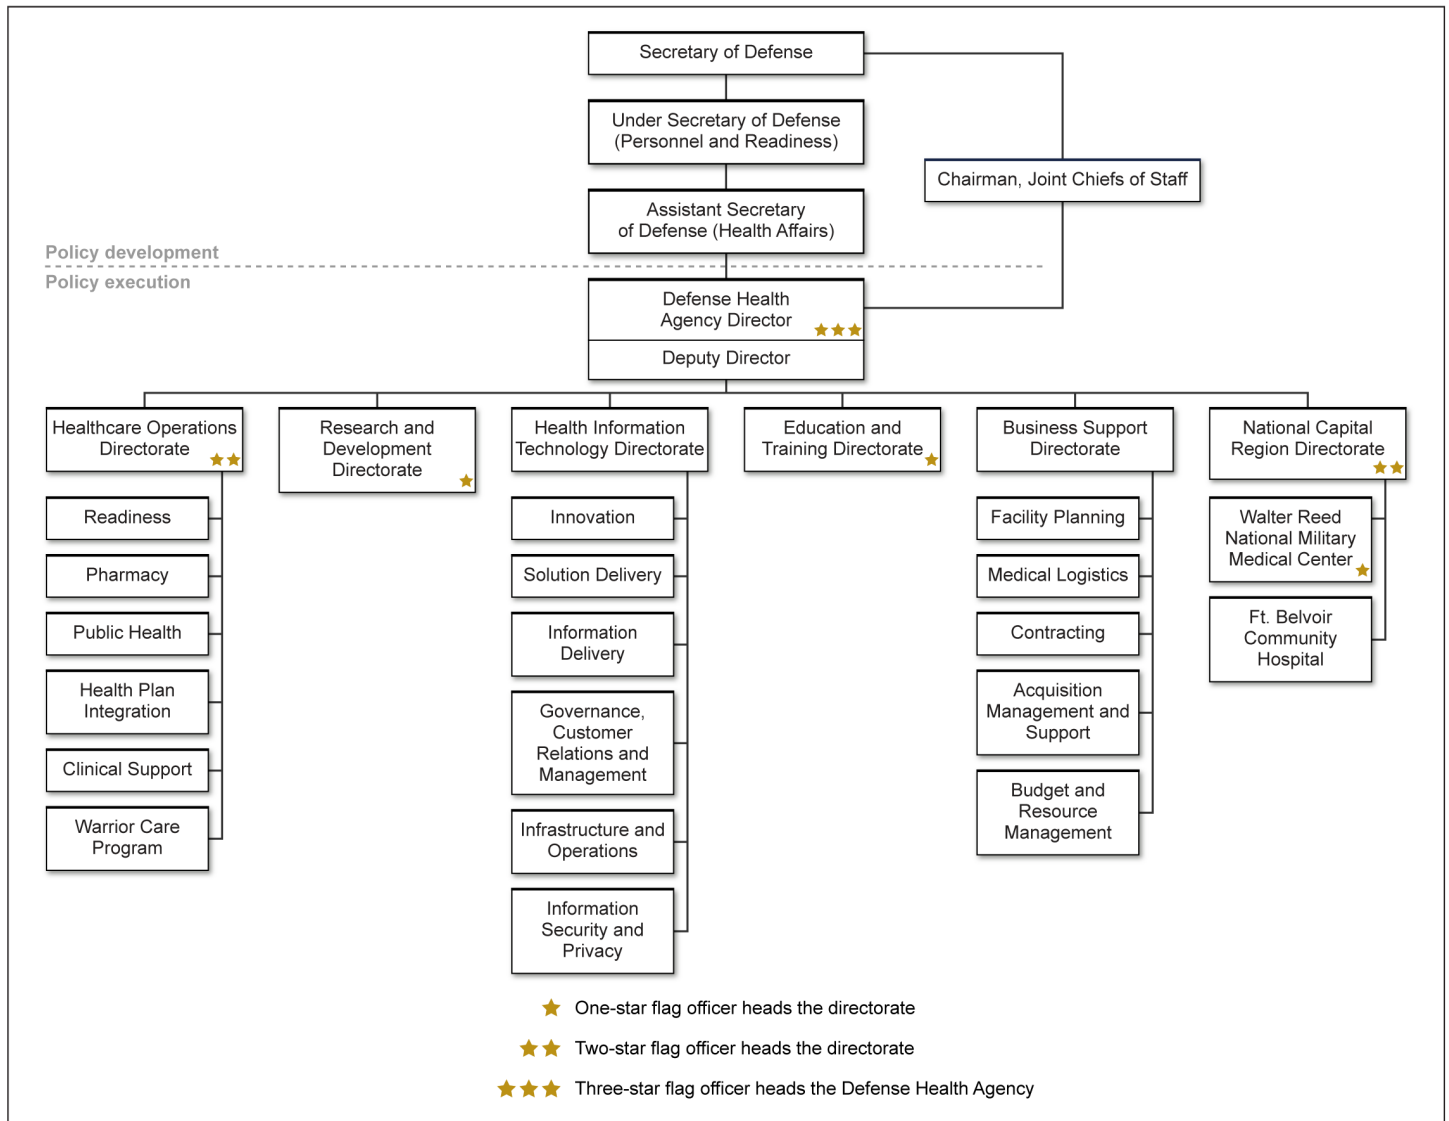 Secretary of Defense
Under Secretary of Defense
(Personnel and Readiness)
Chairman, Joint Chiefs of Staff
Assistant Secretary
of Defense (Health Affairs)
Policy development
Policy execution
Defense Health
Agency Director
Deputy Director
Healthcare Operations
Directorate
Readiness
Pharmacy
Public Health
Health Plan
Integration
Clinical Support
Warrior Care
Program
Research and
Development
Directorate
Health Information
Technology Directorate
Innovation
Solution Delivery
Information
Delivery
Governance,
Customer
Relations and
Management
Infrastructure and
Operations
Information
Security and
Privacy
Education and
Training Directorate
Business Support
Directorate
Facility Planning
Medical Logistics
Contracting
Acquisition
Management and
Support
Budget and
Resource
Management
National Capital
Region Directorate
Walter Reed
National Military
Medical Center
Ft. Belvoir
Community
Hospital
One-star flag officer heads the directorate
Two-star flag officer heads the directorate
Three-star flag officer heads the Defense Health Agency